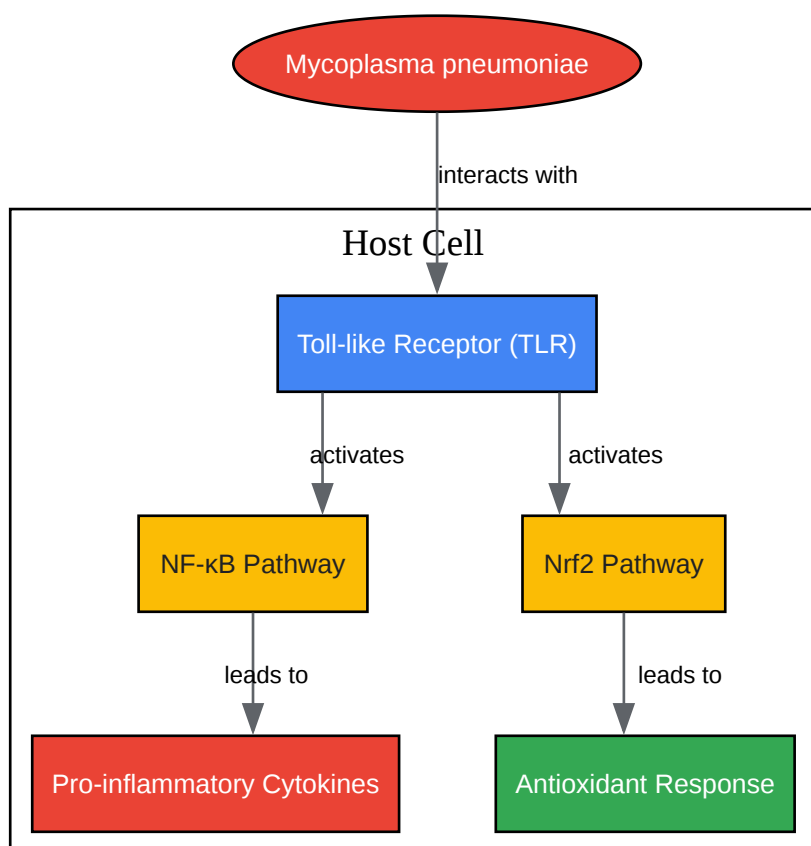 Mycoplasma pneumoniae
interacts with
Host Cell
Toll-like Receptor (TLR)
activates
activates
NF-κB Pathway
Nrf2 Pathway
leads to
leads to
Pro-inflammatory Cytokines
Antioxidant Response